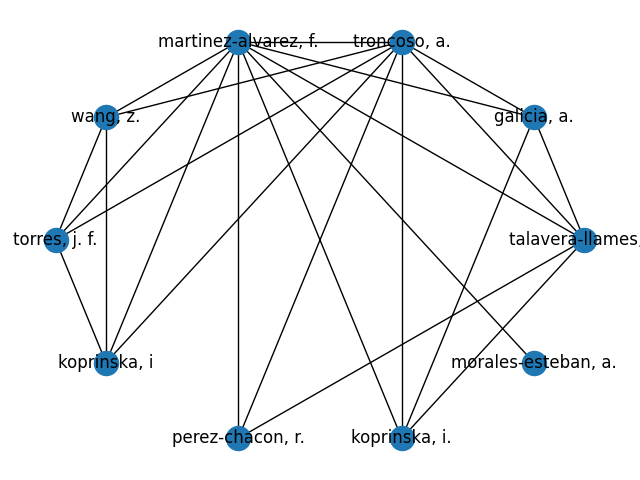 martinez-alvarez, f.
troncoso, a.
wang, z.
galicia, a.
torres, j. f.
talavera-llames,
koprinska, i
morales-esteban, a.
perez-chacon, r.
koprinska, i.